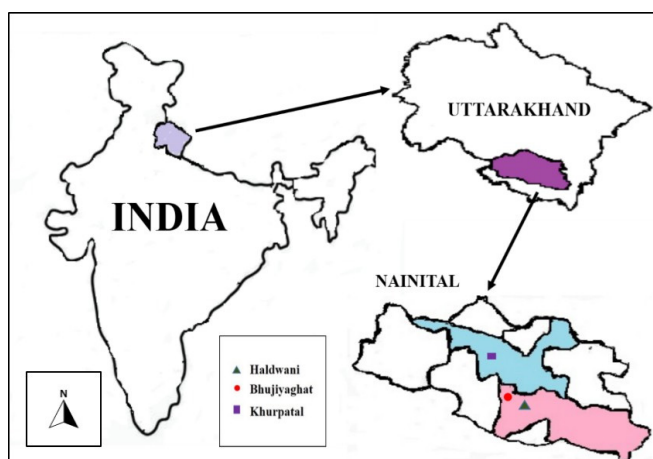 INDIA
UTTARAKHAND
NAINITAL
Haldwani
Bhujiyaghat
Khurpatal
N